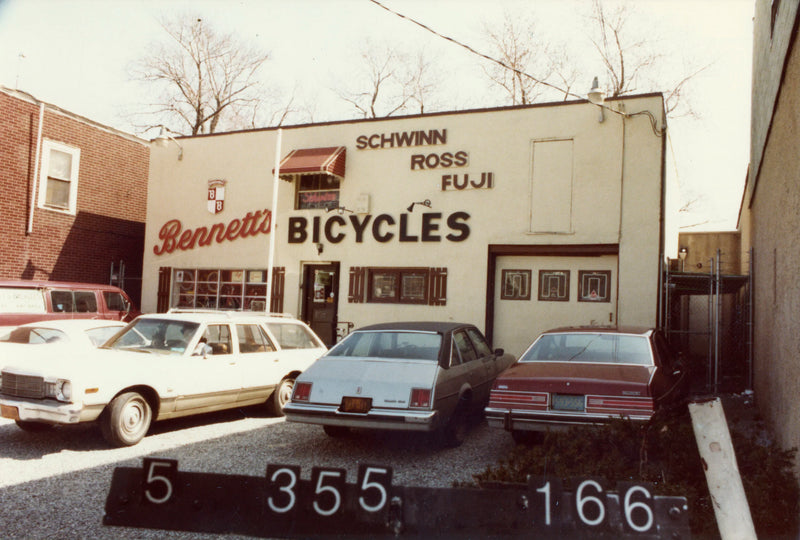 SCHWINN
ROSS
FUJI
B
B
Bennett's BICYCLES
5 355 166